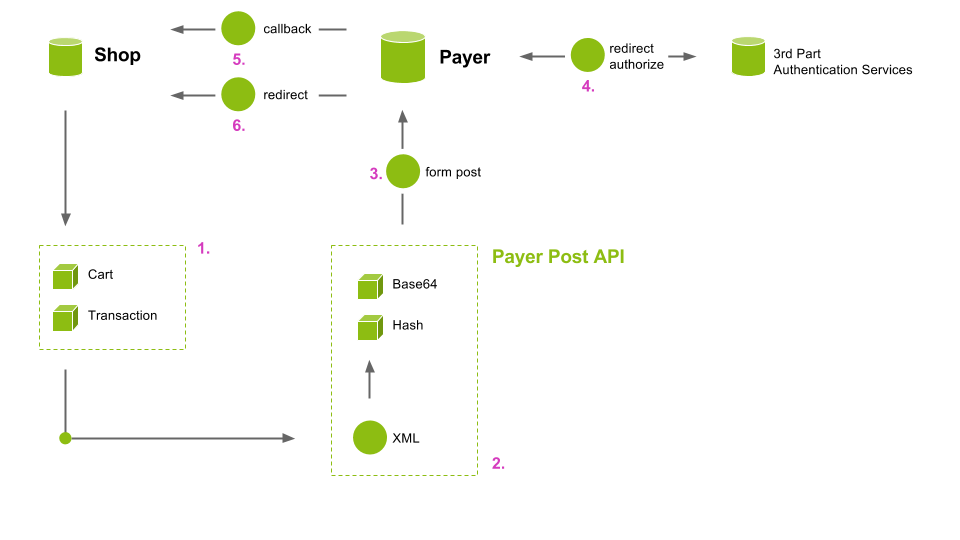 Shop
callback
5.
Payer
redirect
authorize
4.
3rd Part
Authentication Services
redirect
6.
3.
form post
1.
Cart
Transaction
Payer Post API
Base64
Hash
XML
2.